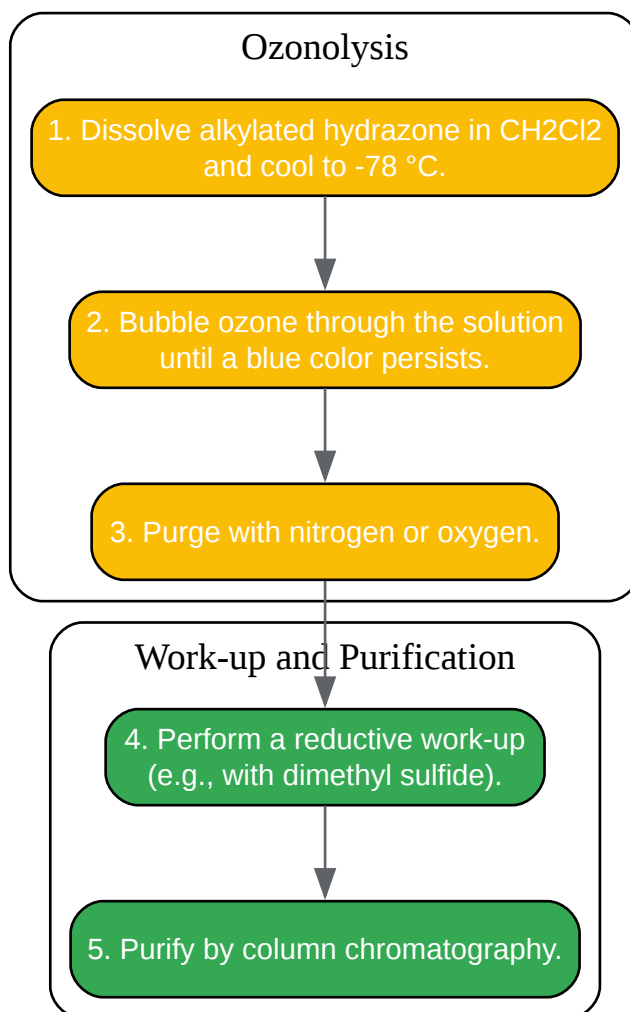 Ozonolysis
1. Dissolve alkylated hydrazone in CH2Cl2
and cool to -78 °C.
2. Bubble ozone through the solution
until a blue color persists.
3. Purge with nitrogen or oxygen.
Work-up and Purification
4. Perform a reductive work-up
(e.g., with dimethyl sulfide).
5. Purify by column chromatography.